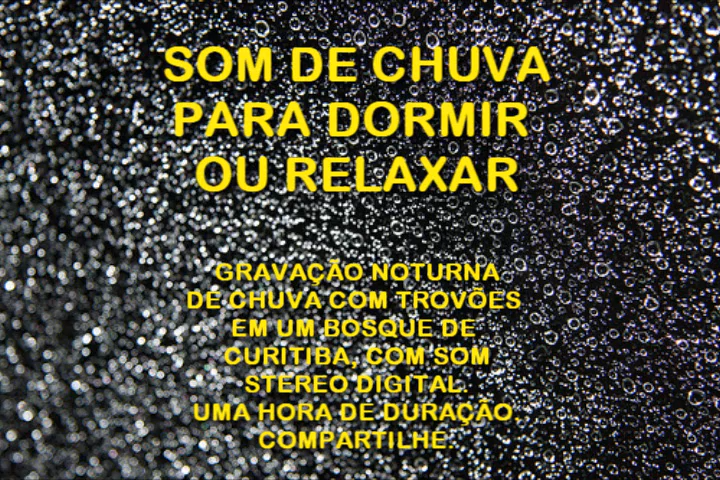 SOM DE CHUVA
PARA DORMIR
OU RELAXAR
GRAVAÇÃO NOTURNA
DE CHUVA COM TROVÕES
EM UM BOSQUE DE
CURITIBA, COM SOM
STEREO DIGITAL.
UMA HORA DE DURAÇÃO.
COMPARTILHE.